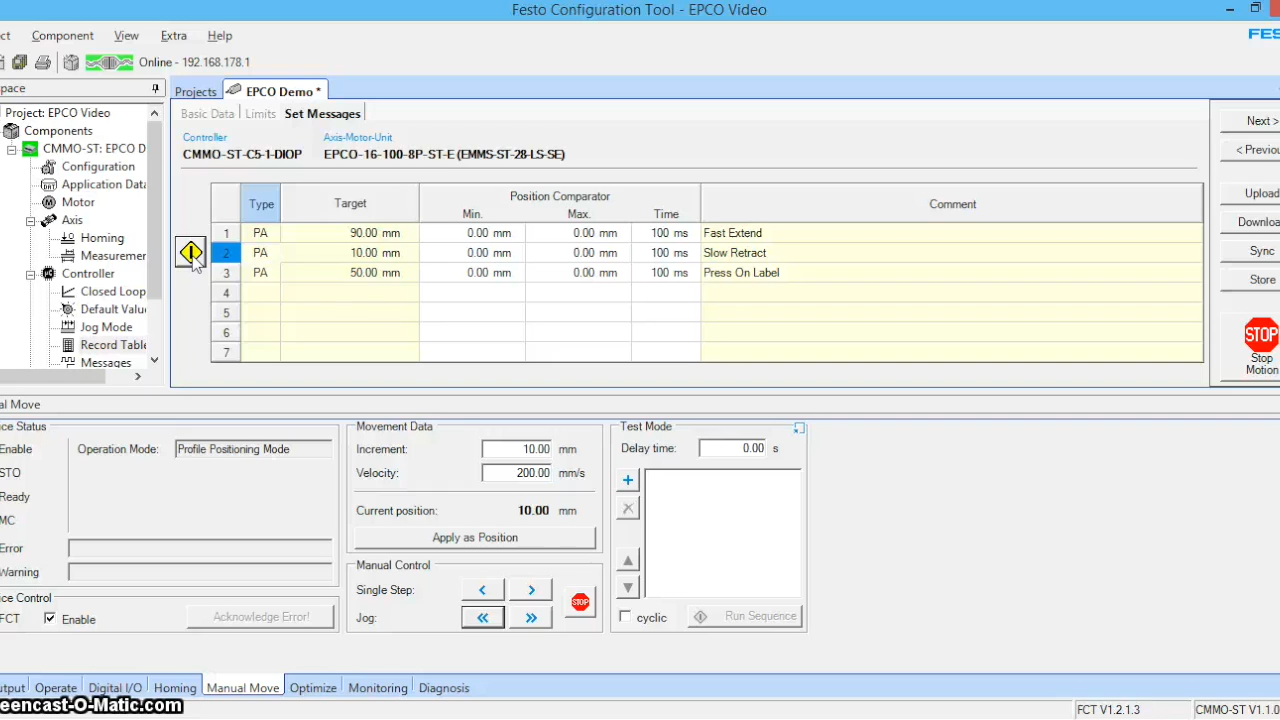 Festo Configuration Tool - EPCO Video
ct Component View Extra Help
FES
Online - 192.168.178.1
pace
Projects EPCO Demo *
Project: EPCO Video
Components
CMMO-ST: EPCO D
Configuration
Application Data
Motor
Axis
Homing
Measuremen
Controller
Closed Loop
Default Value
Jog Mode
Record Table
Messages
Basic Data Limits Set Messages
Controller Axis-Motor-Unit
CMMO-ST-C5-1-DIOP EPCO-16-100-8P-ST-E (EMMS-ST-28-LS-SE)
Type Target Position Comparator Comment
Min. Max. Time
1 PA 90.00 mm 0.00 mm 0.00 mm 100 ms Fast Extend
2 PA 10.00 mm 0.00 mm 0.00 mm 100 ms Slow Retract
3 PA 50.00 mm 0.00 mm 0.00 mm 100 ms Press On Label
4
5
6
7
Next >
< Previou
Upload
Downloa
Sync
Store
STOP
Stop
Motion
al Move
ce Status
Enable Operation Mode: Profile Positioning Mode
STO
Ready
MC
Error
Warning
ce Control
FCT Enable Acknowledge Error!
Movement Data
Increment: 10.00 mm
Velocity: 200.00 mm/s
Current position: 10.00 mm
Apply as Position
Manual Control
Single Step: < >
Jog: « »
STOP
Test Mode
Delay time: 0.00 s
cyclic Run Sequence
utput Operate Digital I/O Homing Manual Move Optimize Monitoring Diagnosis
eencast-O-Matic.com
FCT V1.2.1.3 CMMO-ST V1.1.0